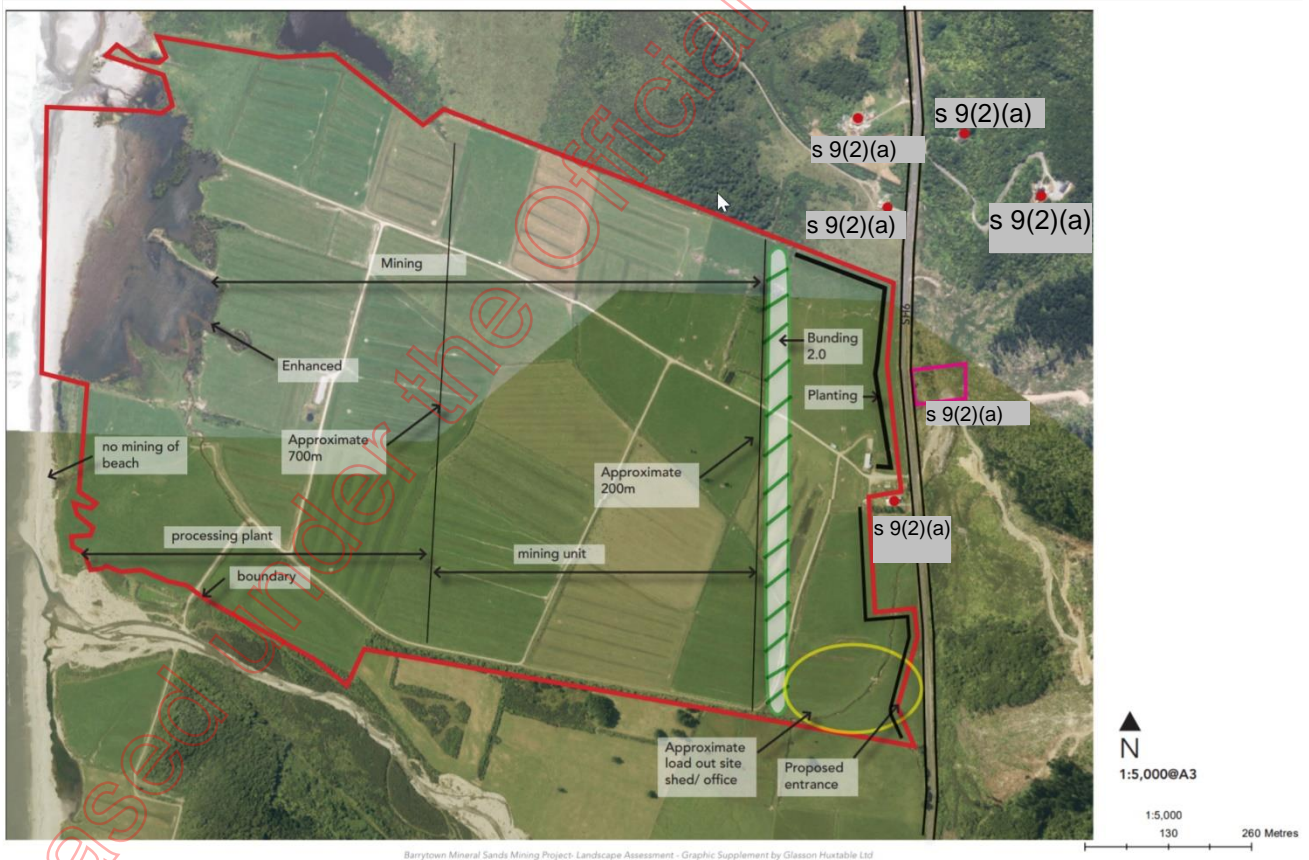 eased under the Official
s 9(2)(a)
s 9(2)(a)
s 9(2)(a)
s 9(2)(a)
SH6
Mining
Bunding
2.0
Enhanced
Planting
s 9(2)(a)
no mining of
beach
Approximate
700m
Approximate
200m
processing plant
mining unit
s 9(2)(a)
boundary
Approximate
load out site
shed/ office
Proposed
entrance
N
1:5,000@A3
1:5,000
130
260 Metres
Barrytown Mineral Sands Mining Project- Landscape Assessment - Graphic Supplement by Glasson Huxtable Ltd